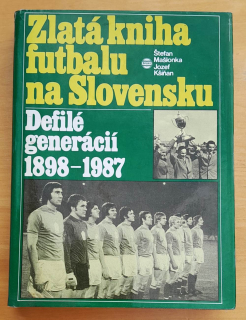 Zlatá kniha
futbalu
na Slovensku
Štefan
Mašlonka
Jozef
Kšiňan
Defilé
generácií
1898–1987